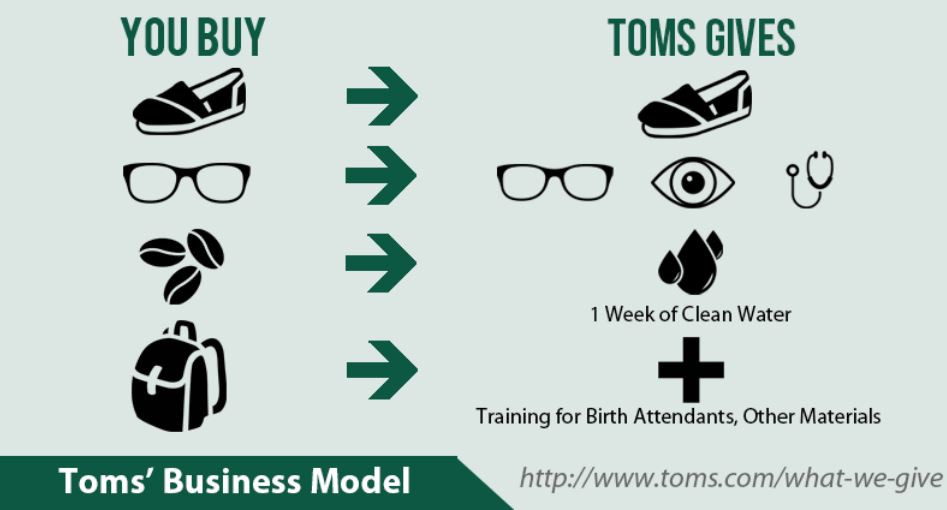 YOU BUY
TOMS GIVES
1 Week of Clean Water
Training for Birth Attendants, Other Materials
Toms’ Business Model
http://www.toms.com/what-we-give